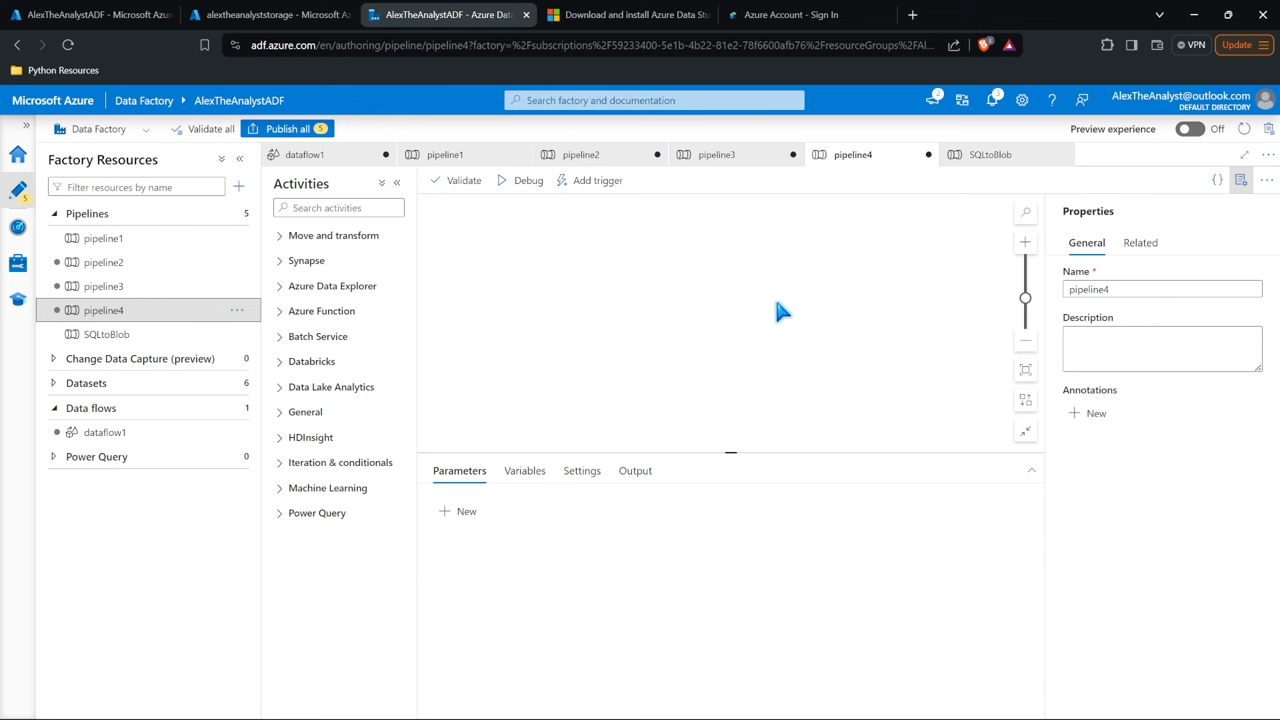 AlexTheAnalystADF - Microsoft Azu
alextheanalyststorage - Microsoft Az
AlexTheAnalystADF - Azure Dat
Download and install Azure Data Stu
Azure Account - Sign In
adf.azure.com/en/authoring/pipeline/pipeline4?factory=%2Fsubscriptions%2F59233400-5e1b-4b22-81e2-78f6600afb76%2FresourceGroups%2FAl...
3
VPN
Update
Python Resources
Microsoft Azure
Data Factory
AlexTheAnalystADF
Search factory and documentation
2
3
AlexTheAnalyst@outlook.com
DEFAULT DIRECTORY
Data Factory
Validate all
Publish all
5
Preview experience
Off
5
Factory Resources
Filter resources by name
Pipelines
5
pipeline1
pipeline2
pipeline3
pipeline4
SQLtoBlob
Change Data Capture (preview)
0
Datasets
6
Data flows
1
dataflow1
Power Query
0
dataflow1
pipeline1
pipeline2
pipeline3
pipeline4
SQLtoBlob
Activities
Search activities
Move and transform
Synapse
Azure Data Explorer
Azure Function
Batch Service
Databricks
Data Lake Analytics
General
HDInsight
Iteration & conditionals
Machine Learning
Power Query
Validate
Debug
Add trigger
Parameters
Variables
Settings
Output
New
Properties
General
Related
Name *
pipeline4
Description
Annotations
New